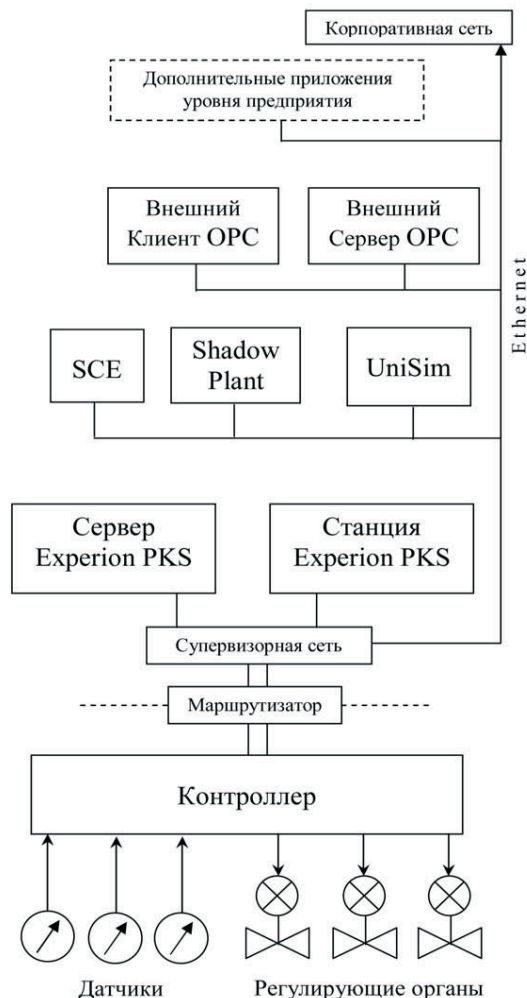 Корпоративная сеть
Дополнительные приложения
уровня предприятия
Внешний
Клиент OPC
Внешний
Сервер OPC
Ethernet
SCE
Shadow
Plant
UniSim
Сервер
Experion PKS
Станция
Experion PKS
Супервизорная сеть
Маршрутизатор
Контроллер
Датчики
Регулирующие органы